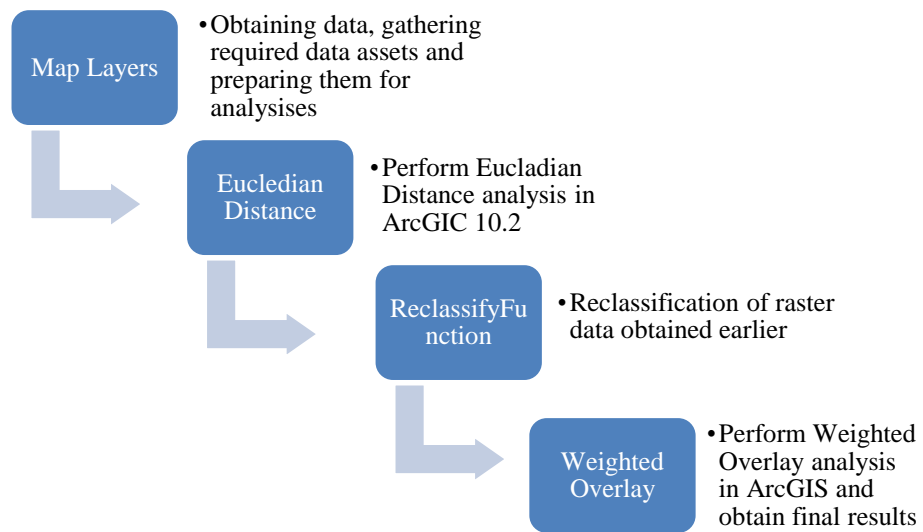 Map Layers
•Obtaining data, gathering
required data assets and
preparing them for
analysises
Eucledian
Distance
•Perform Eucladian
Distance analysis in
ArcGIC 10.2
ReclassifyFu
nction
•Reclassification of raster
data obtained earlier
Weighted
Overlay
•Perform Weighted
Overlay analysis
in ArcGIS and
obtain final results